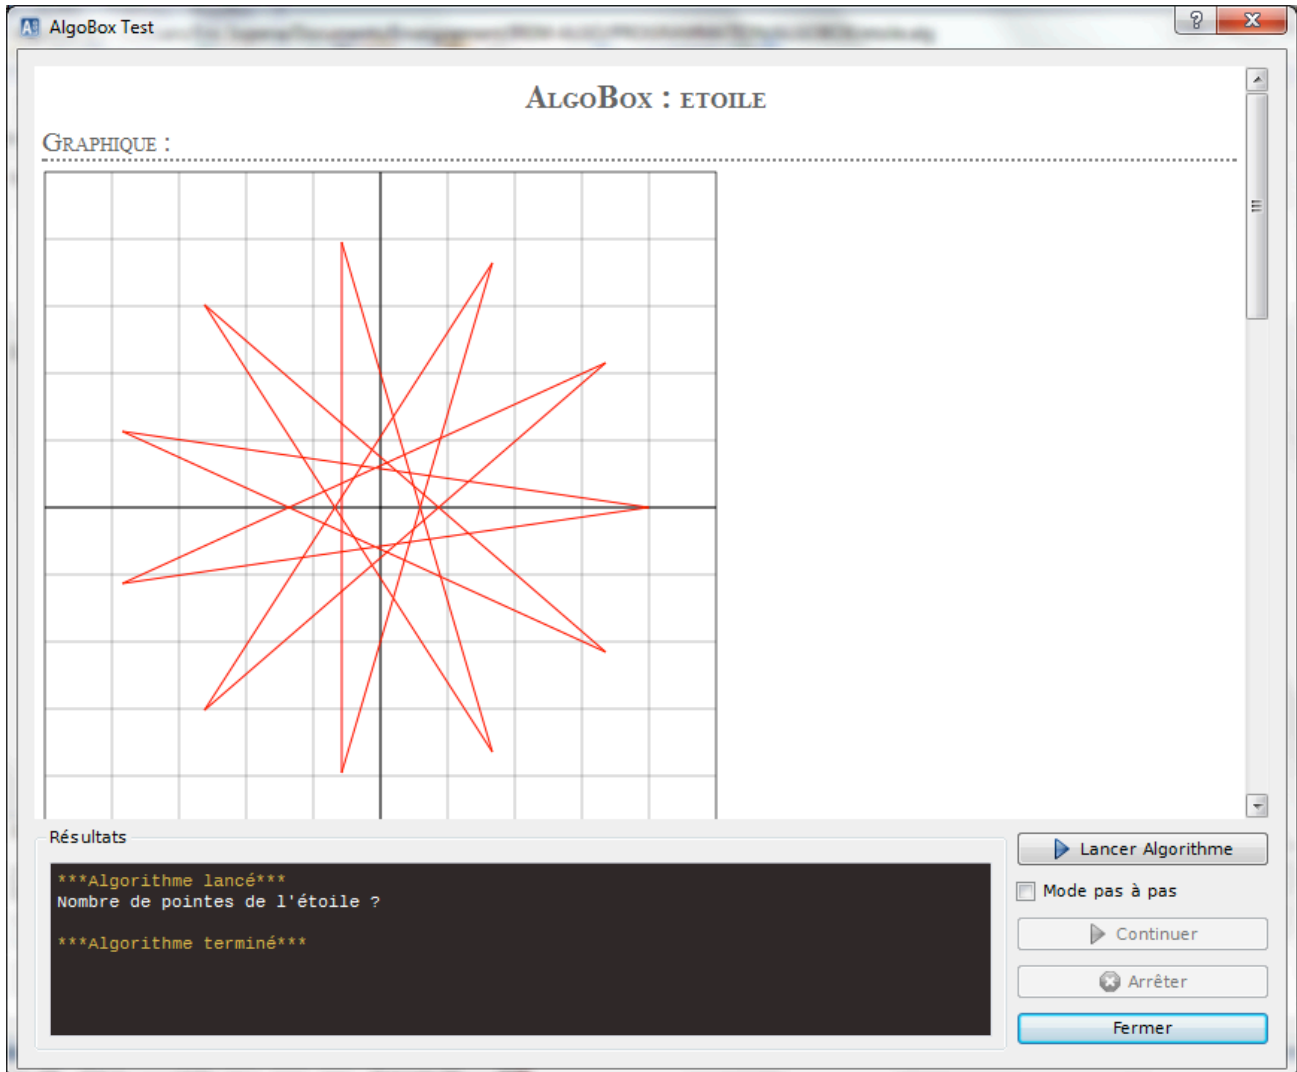 AlgoBox Test
AlgoBox : etoile
Graphique :
Résultats
***Algorithme lancé***
Nombre de pointes de l'étoile ?
***Algorithme terminé***
Lancer Algorithme
Mode pas à pas
Continuer
Arrêter
Fermer